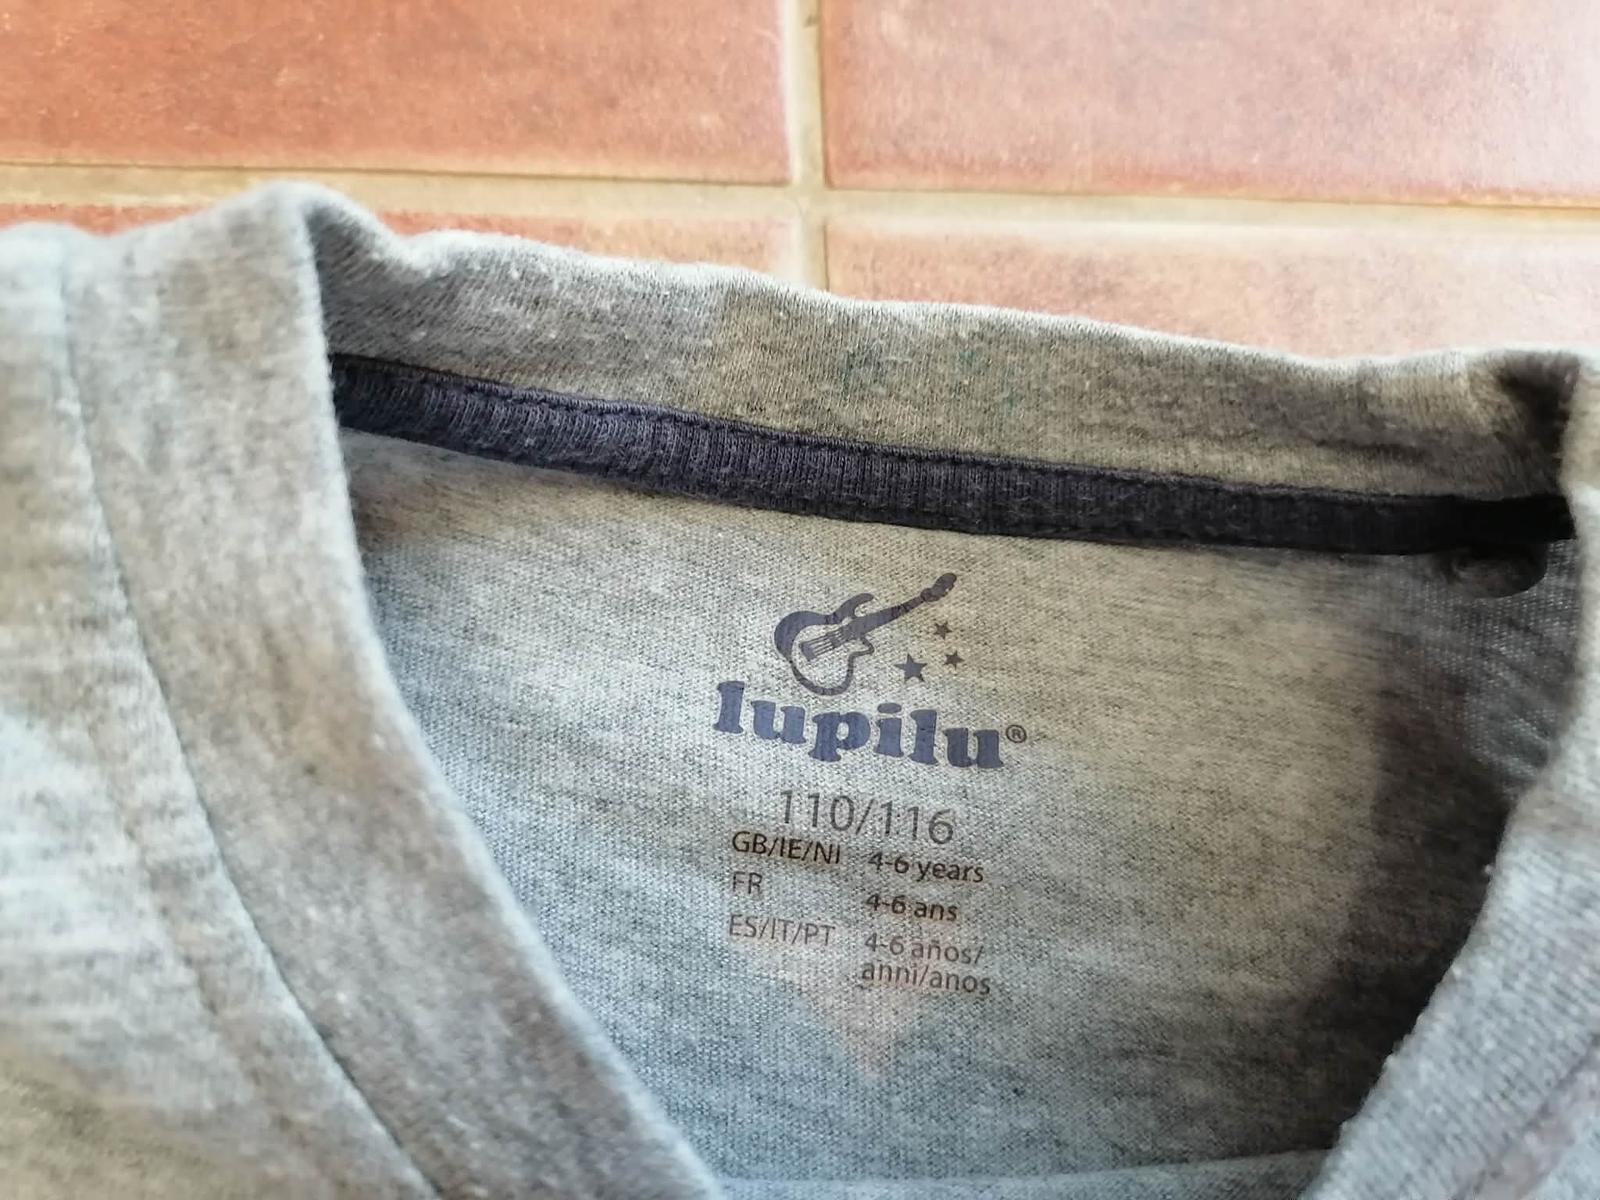 lupilu®
110/116
GB/IE/NI 4-6 years
FR 4-6 ans
ES/IT/PT 4-6 años/
anni/anos